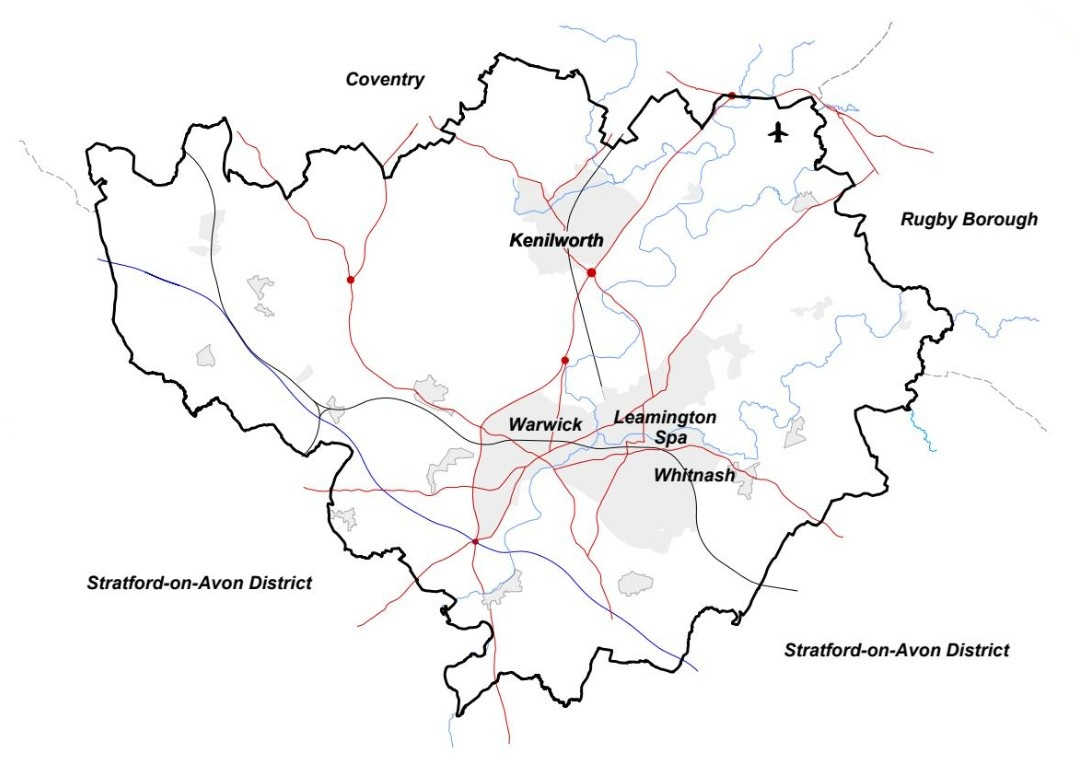 Coventry
Rugby Borough
Kenilworth
Warwick
Leamington
Spa
Whitnash
Stratford-on-Avon District
Stratford-on-Avon District